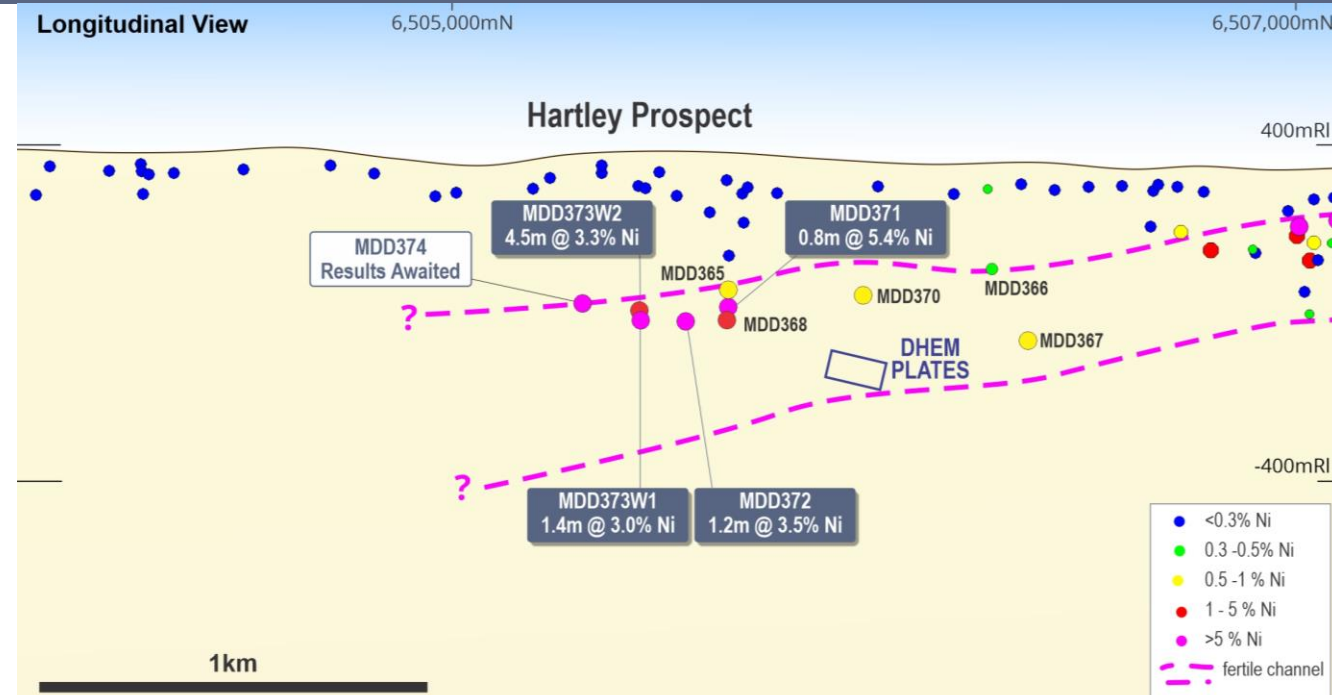 Longitudinal View
6,505,000mN
6,507,000mN
Hartley Prospect
400mRl
MDD373W2
4.5m @ 3.3% Ni
MDD371
0.8m @ 5.4% Ni
MDD374
Results Awaited
MDD365
MDD370
MDD366
?
MDD368
MDD367
DHEM
PLATES
-400mRl
?
MDD373W1
1.4m @ 3.0% Ni
MDD372
1.2m @ 3.5% Ni
<0.3% Ni
0.3 -0.5% Ni
0.5 -1 % Ni
1 - 5 % Ni
>5 % Ni
fertile channel
1km